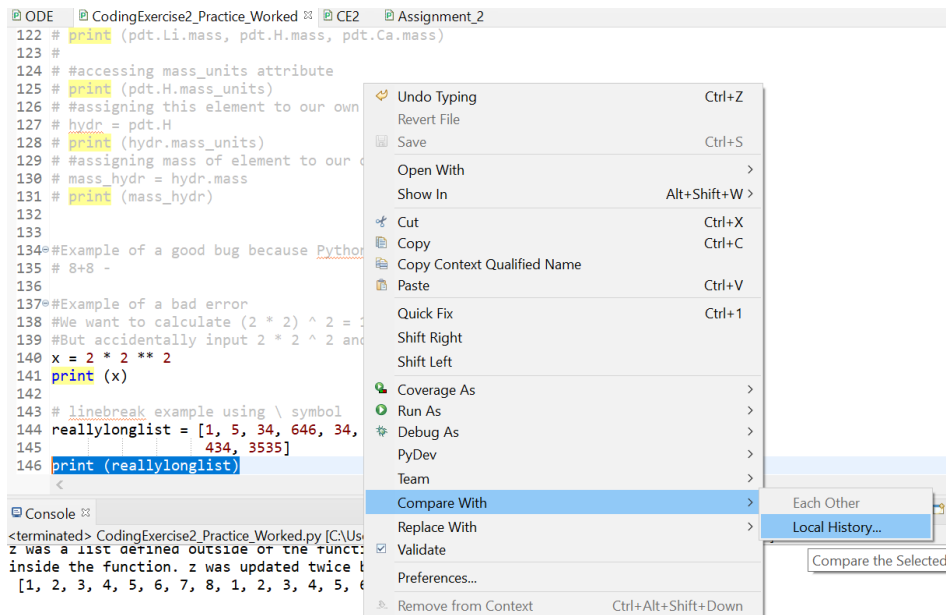 ODE CodingExercise2_Practice_Worked CE2 Assignment_2
122 # print (pdt.Li.mass, pdt.H.mass, pdt.Ca.mass)
123 #
124 # #accessing mass_units attribute
125 # print (pdt.H.mass_units)
126 # #assigning this element to our own
127 # hydr = pdt.H
128 # print (hydr.mass_units)
129 # #assigning mass of element to our
130 # mass_hydr = hydr.mass
131 # print (mass_hydr)
132
133
134 #Example of a good bug because Python
135 # 8+8 -
136
137 #Example of a bad error
138 #We want to calculate (2 * 2) ^ 2 =
139 #But accidentally input 2 * 2 ^ 2 and
140 x = 2 * 2 ** 2
141 print (x)
142
143 # linebreak example using \ symbol
144 reallylonglist = [1, 5, 34, 646, 34,
145 434, 3535]
146 print (reallylonglist)
Undo Typing Ctrl+Z
Revert File
Save Ctrl+S
Open With
Show In Alt+Shift+W
Cut Ctrl+X
Copy Ctrl+C
Copy Context Qualified Name
Paste Ctrl+V
Quick Fix Ctrl+1
Shift Right
Shift Left
Coverage As
Run As
Debug As
PyDev
Team
Compare With
Replace With
Validate
Preferences...
Remove from Context Ctrl+Alt+Shift+Down
Each Other
Local History...
Compare the Selected
Console
<terminated> CodingExercise2_Practice_Worked.py [C:\Use
z was a list defined outside of the functi
inside the function. z was updated twice b
[1, 2, 3, 4, 5, 6, 7, 8, 1, 2, 3, 4, 5, 6